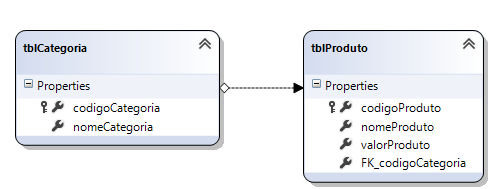 tblCategoria
Properties
codigoCategoria
nomeCategoria
tblProduto
Properties
codigoProduto
nomeProduto
valorProduto
FK_codigoCategoria